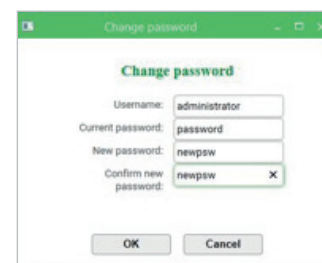 Change password
Change password
Username: administrator
Current password: password
New password: newpsw
Confirm new
password: newpsw
OK Cancel